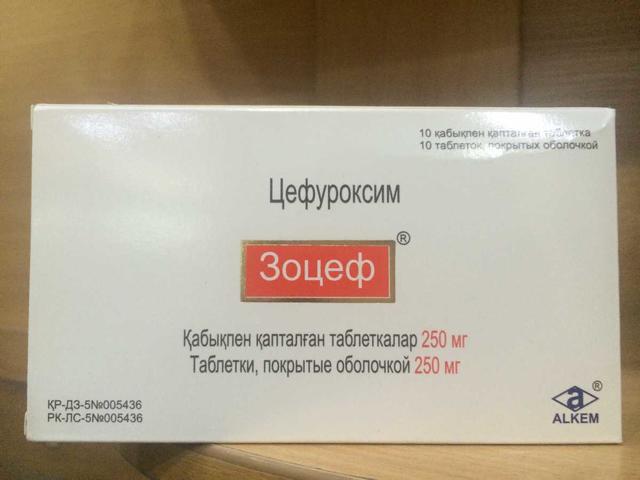 10 қабықпен қапталған таблетка
10 таблеток, покрытых оболочкой
Цефуроксим
Зоцеф®
Қабықпен қапталған таблеткалар 250 мг
Таблетки, покрытые оболочкой 250 мг
ҚР-ДЗ-5№005436
РК-ЛС-5№005436
a®
ALKEM